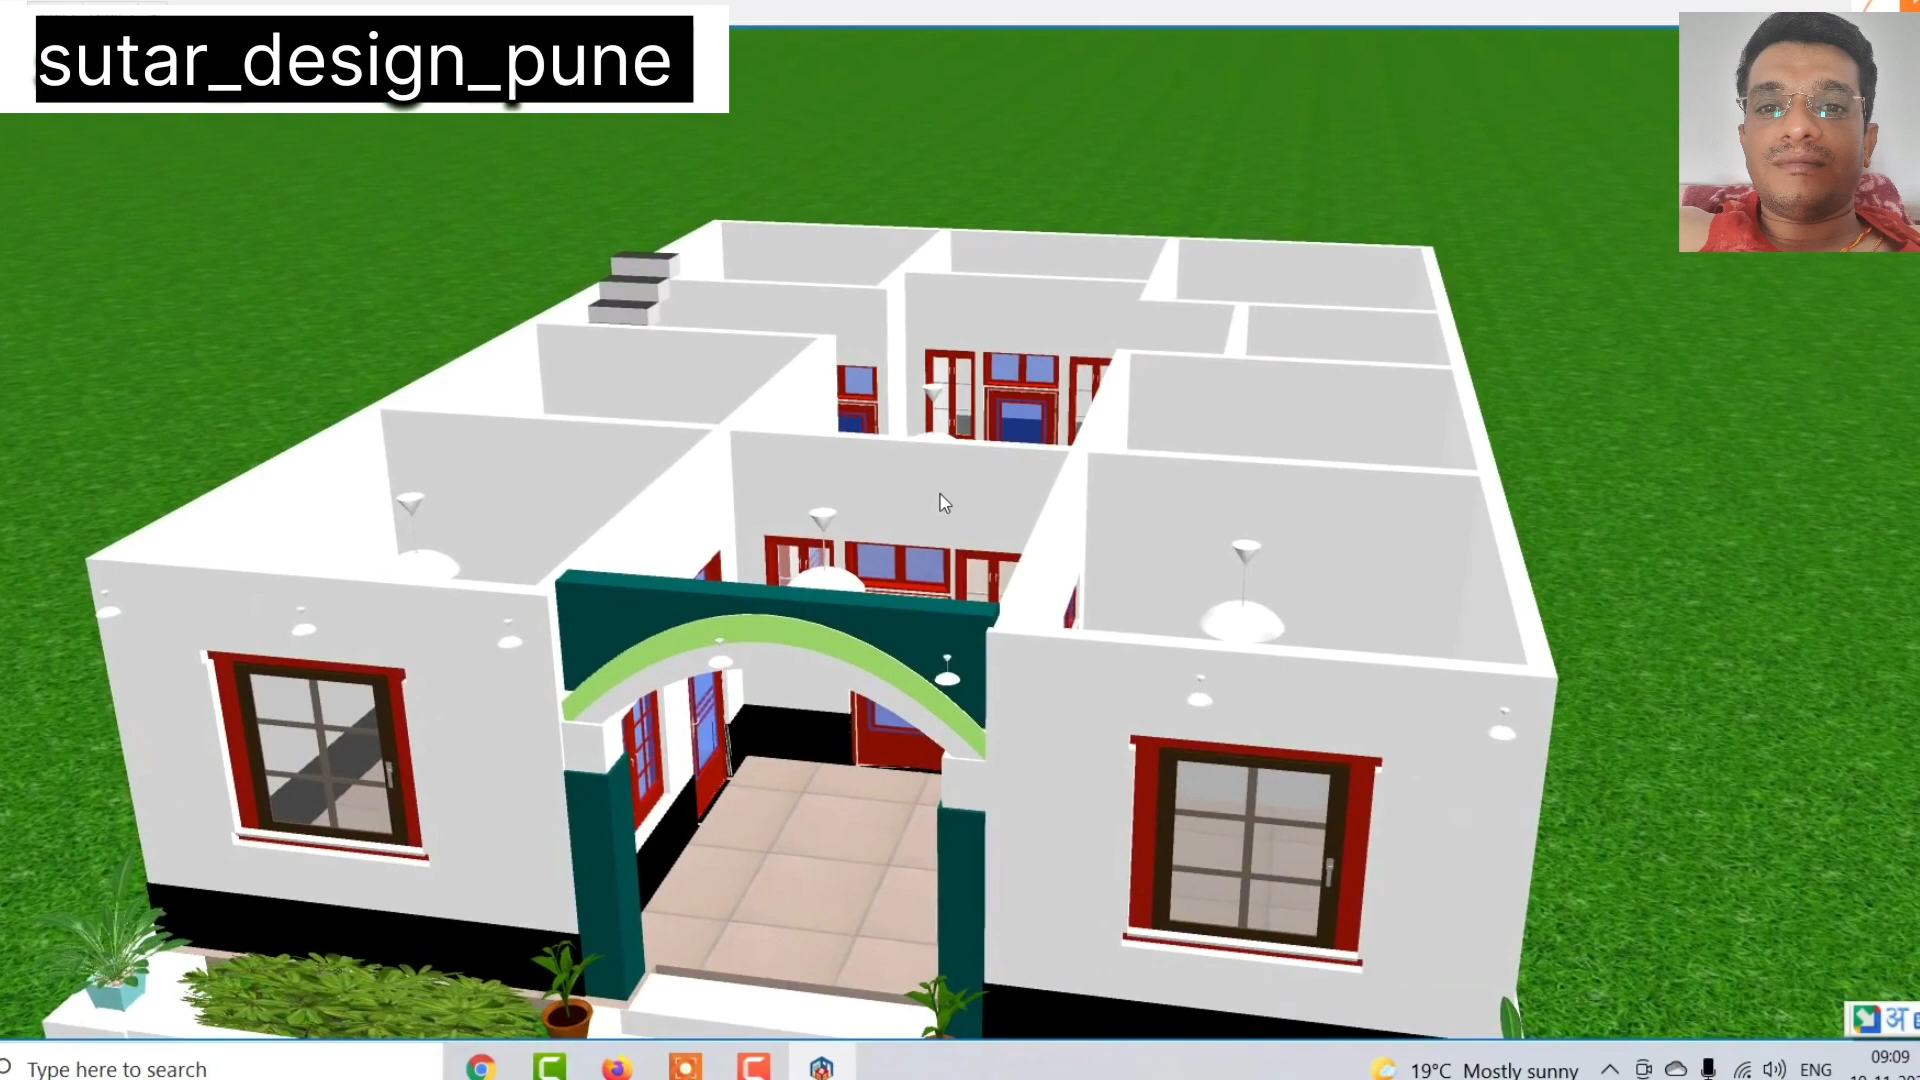 sutar_design_pune
अ
Type here to search
19°C Mostly sunny
ENG
09:09